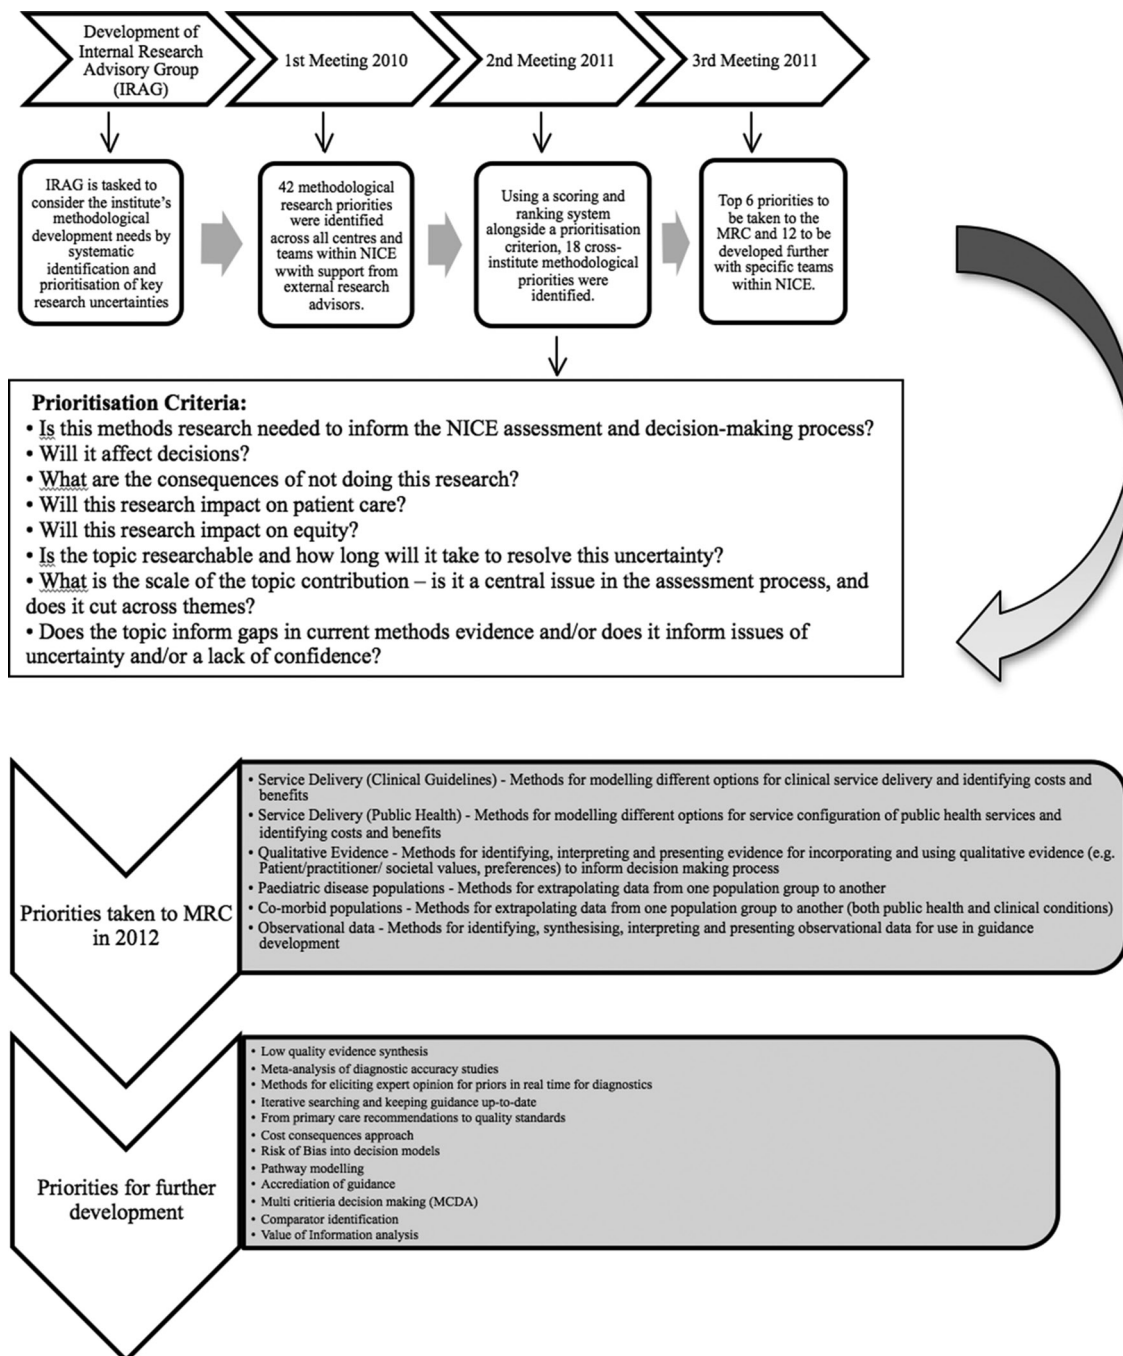 Development of
Internal Research
Advisory Group
(IRAG)
1st Meeting 2010
2nd Meeting 2011
3rd Meeting 2011
IRAG is tasked to
consider the institute's
methodological
development needs by
systematic
identification and
prioritisation of key
research uncertainties
42 methodological
research priorities
were identified
across all centres and
teams within NICE
wwith support from
external research
advisors.
Using a scoring and
ranking system
alongside a prioritisation
criterion, 18 cross-
institute methodological
priorities were
identified.
Top 6 priorities to
be taken to the
MRC and 12 to be
developed further
with specific teams
within NICE.
Prioritisation Criteria:
• Is this methods research needed to inform the NICE assessment and decision-making process?
• Will it affect decisions?
• What are the consequences of not doing this research?
• Will this research impact on patient care?
• Will this research impact on equity?
• Is the topic researchable and how long will it take to resolve this uncertainty?
• What is the scale of the topic contribution – is it a central issue in the assessment process, and
does it cut across themes?
• Does the topic inform gaps in current methods evidence and/or does it inform issues of
uncertainty and/or a lack of confidence?
Priorities taken to MRC
in 2012
• Service Delivery (Clinical Guidelines) - Methods for modelling different options for clinical service delivery and identifying costs and
benefits
• Service Delivery (Public Health) - Methods for modelling different options for service configuration of public health services and
identifying costs and benefits
• Qualitative Evidence - Methods for identifying, interpreting and presenting evidence for incorporating and using qualitative evidence (e.g.
Patient/practitioner/ societal values, preferences) to inform decision making process
• Paediatric disease populations - Methods for extrapolating data from one population group to another
• Co-morbid populations - Methods for extrapolating data from one population group to another (both public health and clinical conditions)
• Observational data - Methods for identifying, synthesising, interpreting and presenting observational data for use in guidance
development
Priorities for further
development
• Low quality evidence synthesis
• Meta-analysis of diagnostic accuracy studies
• Methods for eliciting expert opinion for priors in real time for diagnostics
• Iterative searching and keeping guidance up-to-date
• From primary care recommendations to quality standards
• Cost consequences approach
• Risk of Bias into decision models
• Pathway modelling
• Accrediation of guidance
• Multi critieria decision making (MCDA)
• Comparator identification
• Value of Information analysis